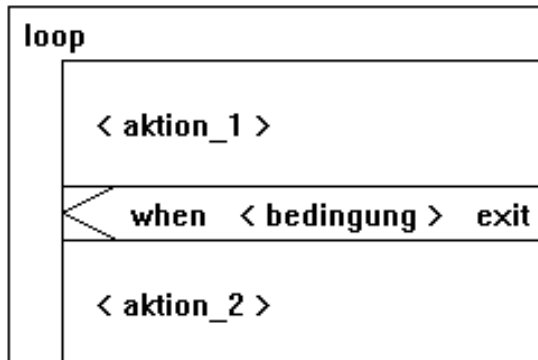 loop
< aktion_1 >
when < bedingung > exit
< aktion_2 >